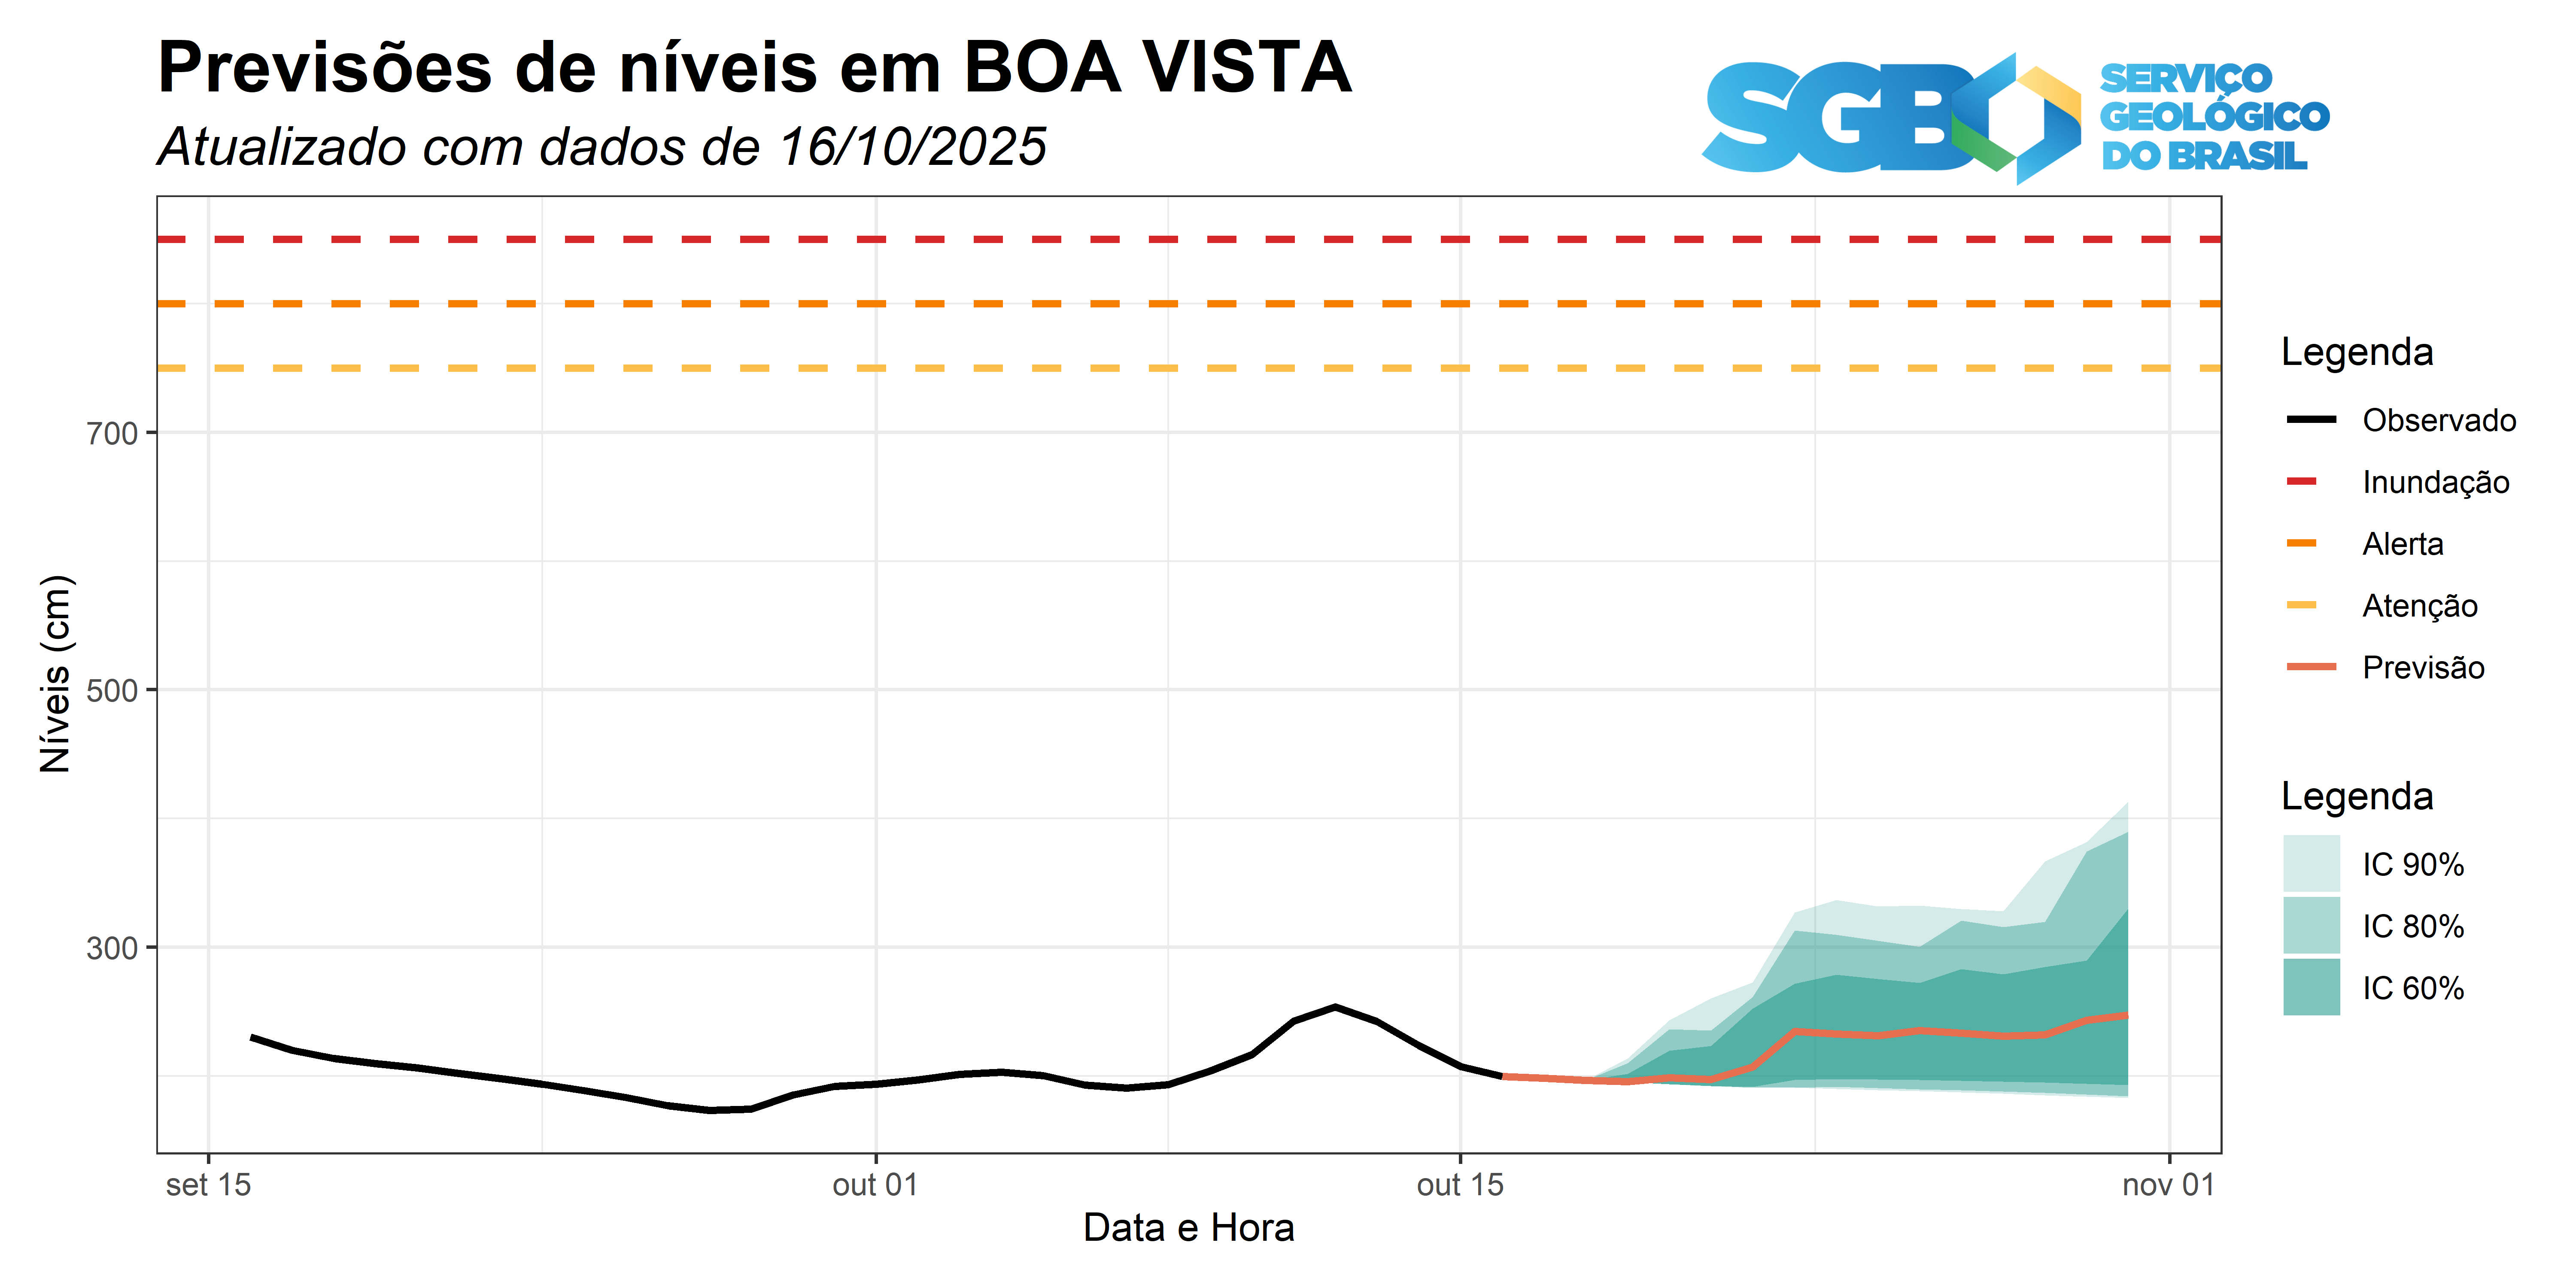 Previsões de níveis em BOA VISTA
Atualizado com dados de 16/10/2025
SGB
SERVIÇO
GEOLÓGICO
DO BRASIL
Níveis (cm)
700
500
300
set 15
out 01
out 15
nov 01
Data e Hora
Legenda
Observado
Inundação
Alerta
Atenção
Previsão
Legenda
IC 90%
IC 80%
IC 60%